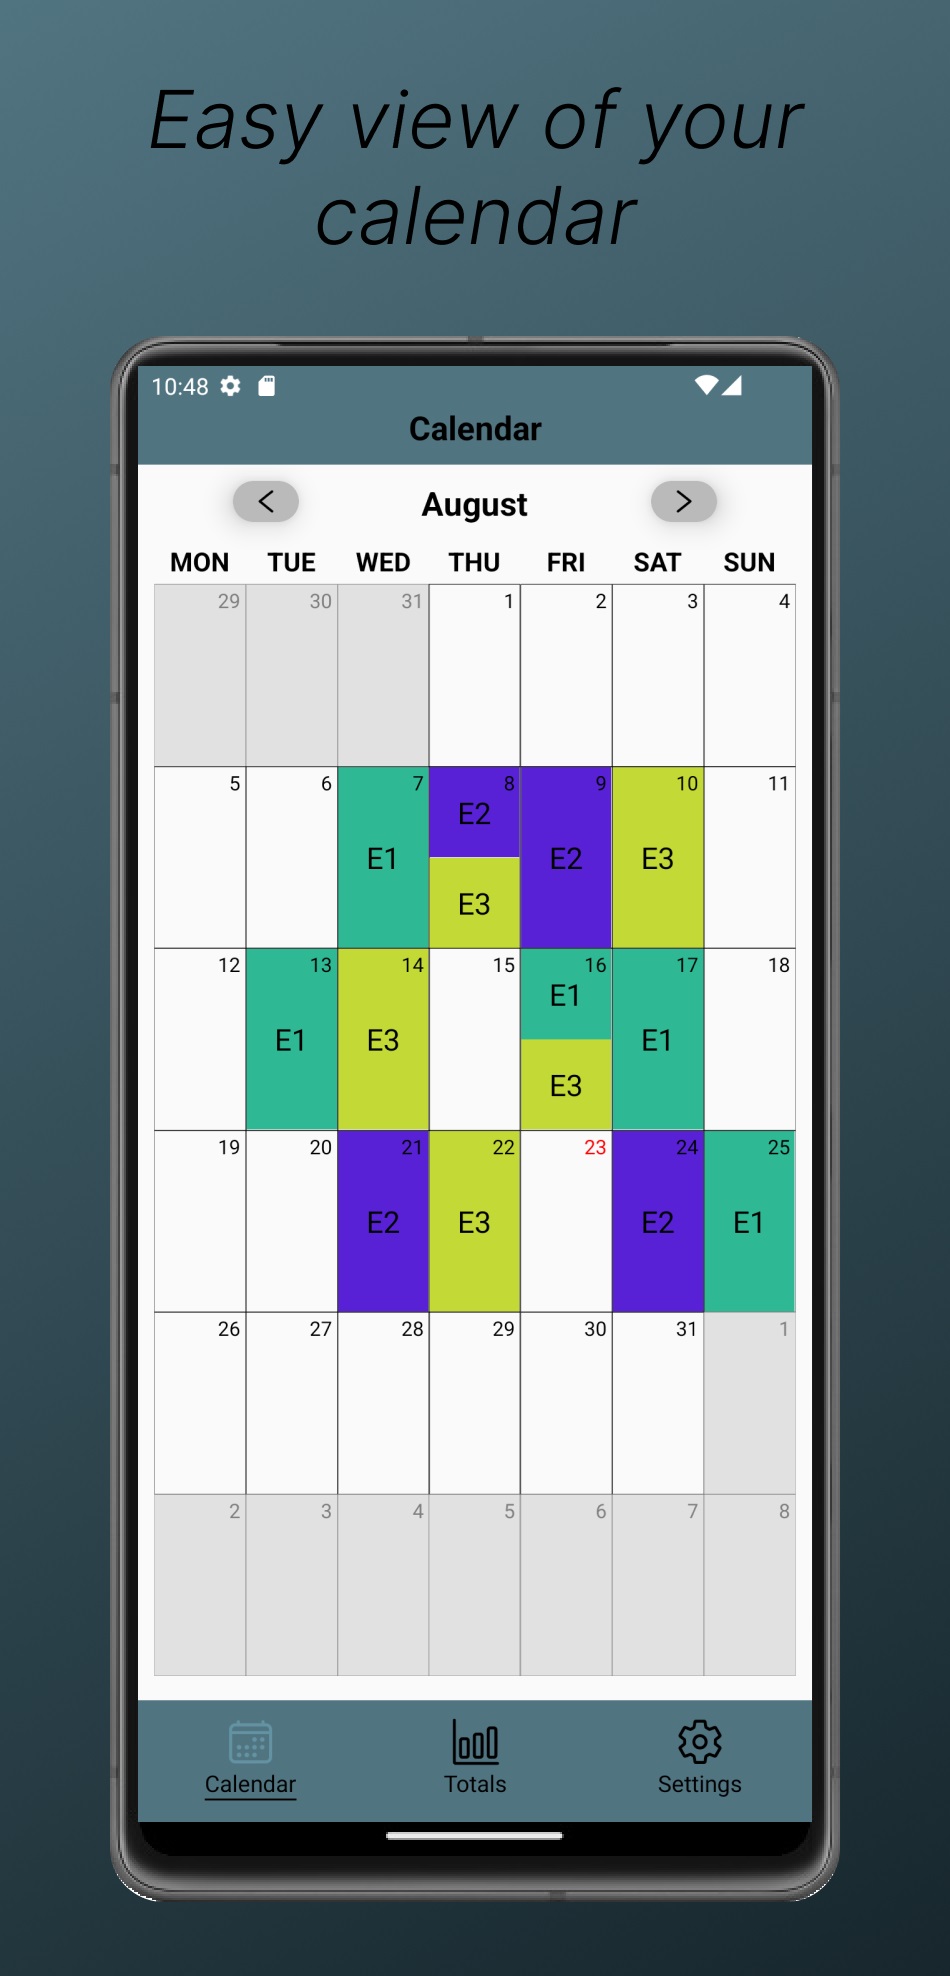 Easy view of your
calendar
10:48
Calendar
August
MON TUE WED THU FRI SAT SUN
29 30 31 1 2 3 4
5 6 7 8 9 10 11
E1 E2 E2 E3
E3
12 13 14 15 16 17 18
E1 E3 E1 E1
E3
19 20 21 22 23 24 25
E2 E3 E2 E1
26 27 28 29 30 31 1
2 3 4 5 6 7 8
Calendar Totals Settings